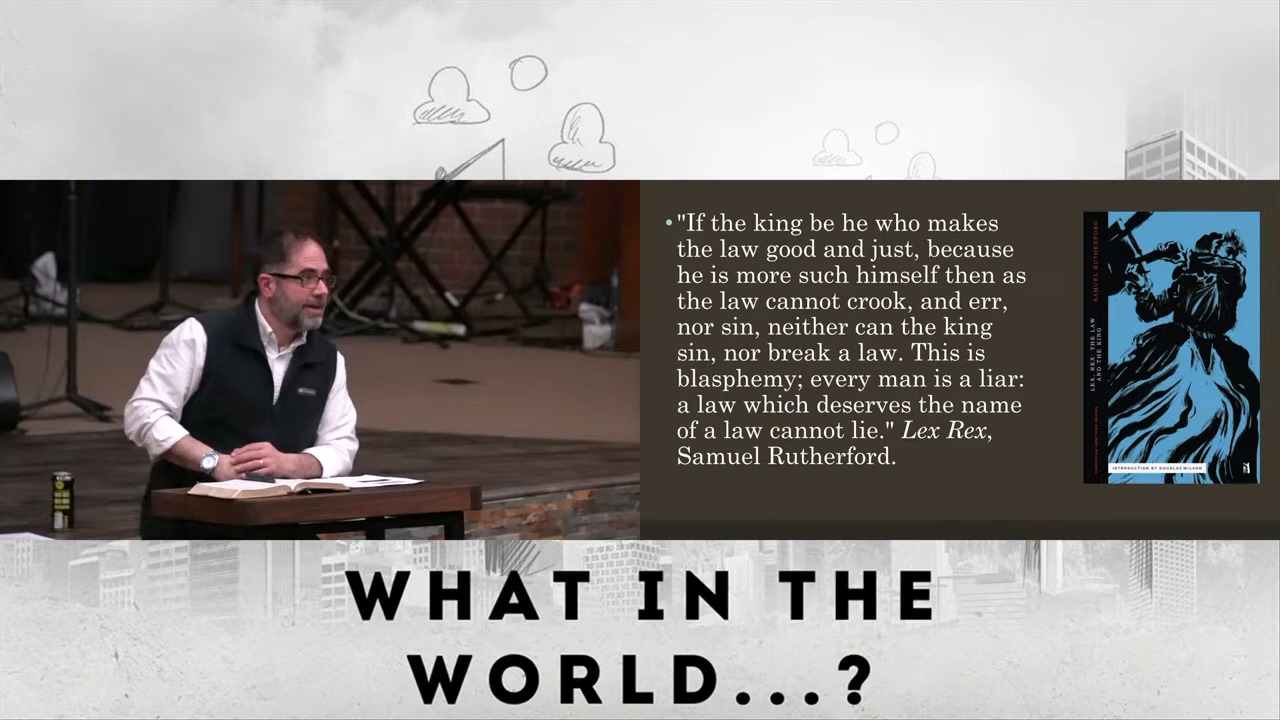 • "If the king be he who makes
the law good and just, because
he is more such himself then as
the law cannot crook, and err,
nor sin, neither can the king
sin, nor break a law. This is
blasphemy; every man is a liar:
a law which deserves the name
of a law cannot lie." Lex Rex,
Samuel Rutherford.
SAMUEL RUTHERFORD
LEX, REX: THE LAW
AND THE KING
INTRODUCTION BY DOUGLAS WILSON
WHAT IN THE
WORLD...?